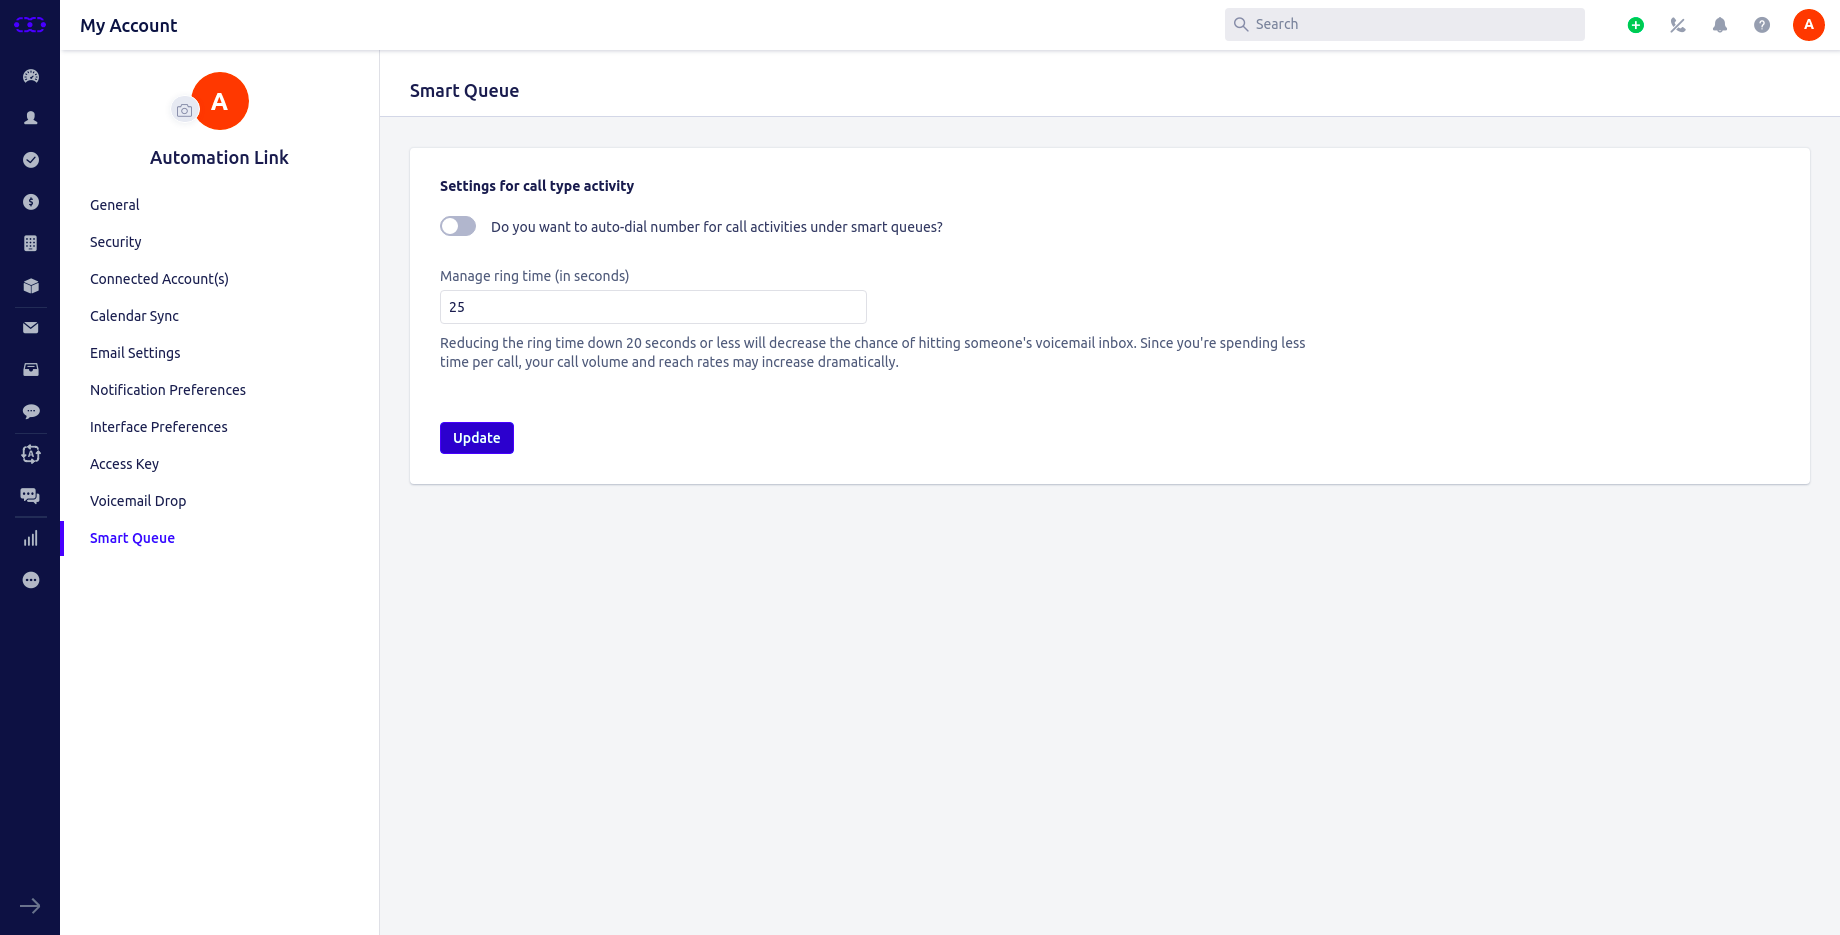 My Account
Search
A
A
Automation Link
General
Security
Connected Account(s)
Calendar Sync
Email Settings
Notification Preferences
Interface Preferences
Access Key
Voicemail Drop
Smart Queue
Smart Queue
Settings for call type activity
Do you want to auto-dial number for call activities under smart queues?
Manage ring time (in seconds)
25
Reducing the ring time down 20 seconds or less will decrease the chance of hitting someone's voicemail inbox. Since you’re spending less
time per call, your call volume and reach rates may increase dramatically.
Update